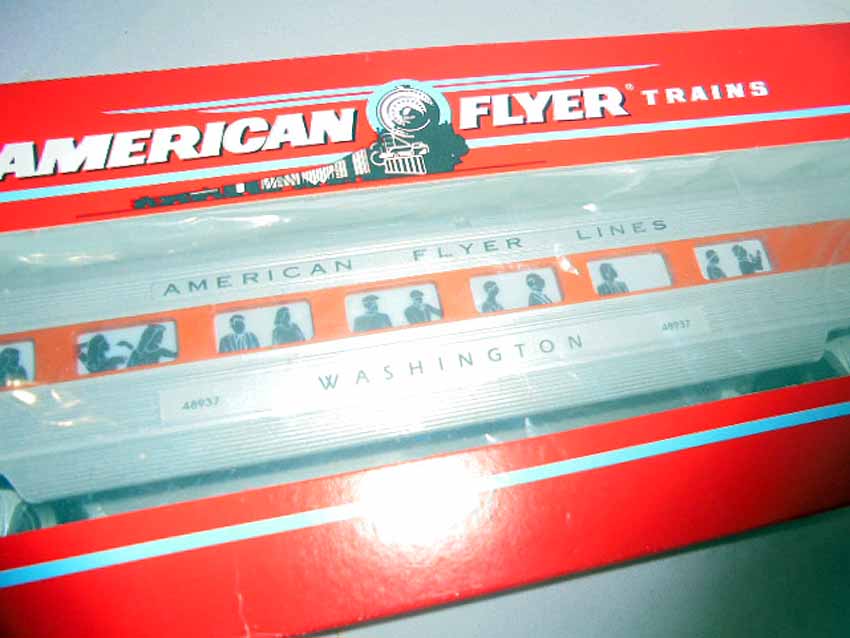 AMERICAN FLYER® TRAINS
AMERICAN FLYER LINES
WASHINGTON
48937
48937